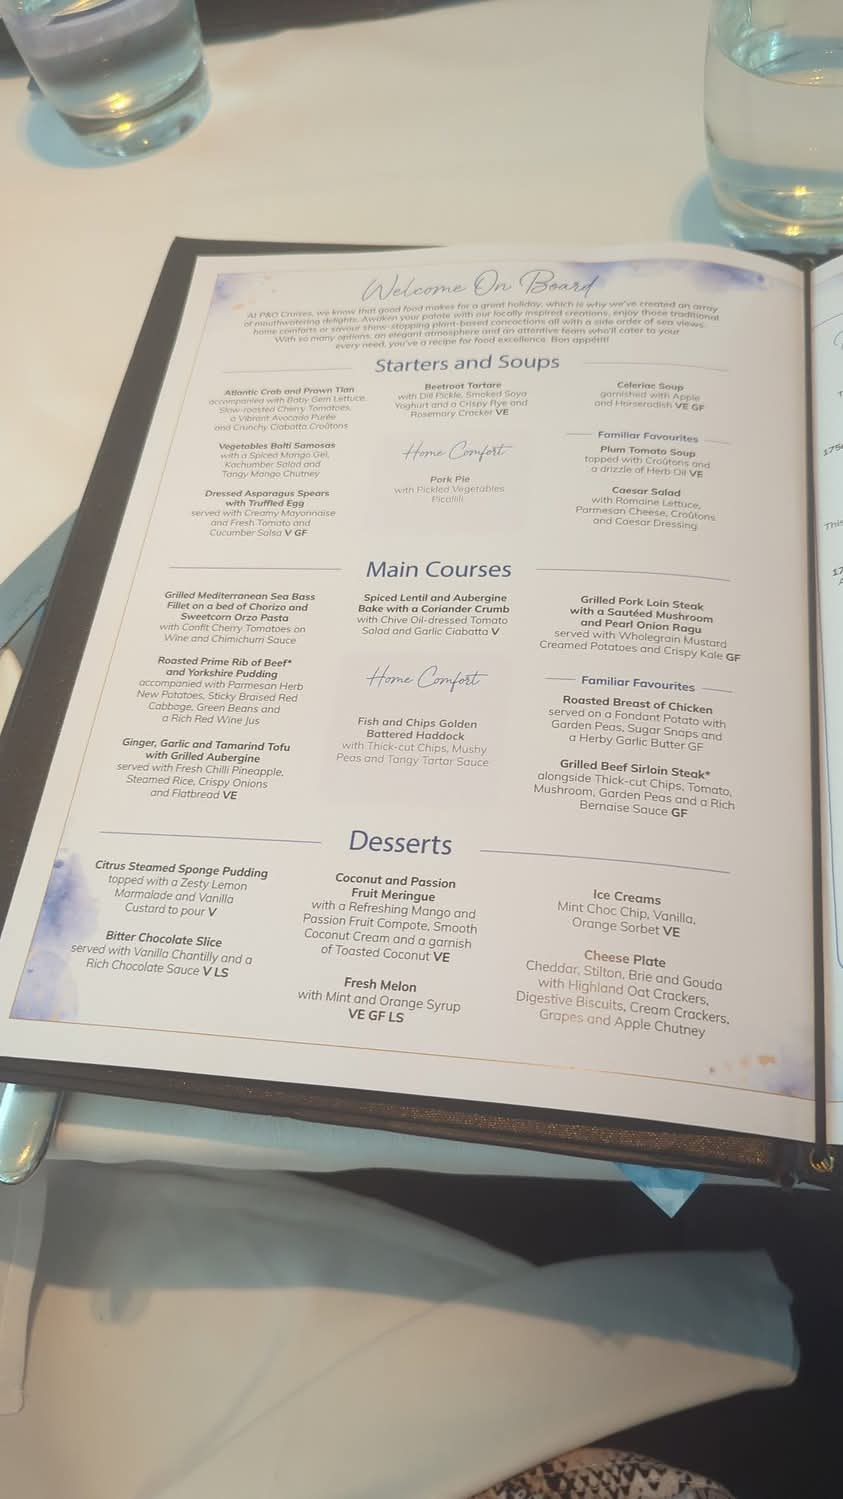 Welcome On Board
At P&O Cruises, we know that good food makes for a great holiday, which is why we've created an array
of mouthwatering delights. Awaken your palate with our locally inspired creations, enjoy those traditional
home comforts or savour show-stopping plant-based concoctions all with a side order of sea views.
With so many options, an elegant atmosphere and an attentive team who'll cater to your
every need, you've a recipe for food excellence. Bon appétit!
Starters and Soups
Atlantic Crab and Prawn Tian
accompanied with Baby Gem Lettuce,
Slow-roasted Cherry Tomatoes,
a Vibrant Avocado Purée
and Crunchy Ciabatta Croûtons
Vegetables Balti Samosas
with a Spiced Mango Gel,
Kachumber Salad and
Tangy Mango Chutney
Dressed Asparagus Spears
with Truffled Egg
served with Creamy Mayonnaise
and Fresh Tomato and
Cucumber Salsa V GF
Beetroot Tartare
with Dill Pickle, Smoked Soya
Yoghurt and a Crispy Rye and
Rosemary Cracker VE
Home Comfort
Pork Pie
with Pickled Vegetables
Picalilli
Celeriac Soup
garnished with Apple
and Horseradish VE GF
Familiar Favourites
Plum Tomato Soup
topped with Croûtons and
a drizzle of Herb Oil VE
Caesar Salad
with Romaine Lettuce,
Parmesan Cheese, Croûtons
and Caesar Dressing
Main Courses
Grilled Mediterranean Sea Bass
Fillet on a bed of Chorizo and
Sweetcorn Orzo Pasta
with Confit Cherry Tomatoes on
Wine and Chimichurri Sauce
Roasted Prime Rib of Beef*
and Yorkshire Pudding
accompanied with Parmesan Herb
New Potatoes, Sticky Braised Red
Cabbage, Green Beans and
a Rich Red Wine Jus
Ginger, Garlic and Tamarind Tofu
with Grilled Aubergine
served with Fresh Chilli Pineapple,
Steamed Rice, Crispy Onions
and Flatbread VE
Spiced Lentil and Aubergine
Bake with a Coriander Crumb
with Chive Oil-dressed Tomato
Salad and Garlic Ciabatta V
Home Comfort
Fish and Chips Golden
Battered Haddock
with Thick-cut Chips, Mushy
Peas and Tangy Tartar Sauce
Grilled Pork Loin Steak
with a Sautéed Mushroom
and Pearl Onion Ragu
served with Wholegrain Mustard
Creamed Potatoes and Crispy Kale GF
Familiar Favourites
Roasted Breast of Chicken
served on a Fondant Potato with
Garden Peas, Sugar Snaps and
a Herby Garlic Butter GF
Grilled Beef Sirloin Steak*
alongside Thick-cut Chips, Tomato,
Mushroom, Garden Peas and a Rich
Bernaise Sauce GF
Desserts
Citrus Steamed Sponge Pudding
topped with a Zesty Lemon
Marmalade and Vanilla
Custard to pour V
Bitter Chocolate Slice
served with Vanilla Chantilly and a
Rich Chocolate Sauce V LS
Coconut and Passion
Fruit Meringue
with a Refreshing Mango and
Passion Fruit Compote, Smooth
Coconut Cream and a garnish
of Toasted Coconut VE
Fresh Melon
with Mint and Orange Syrup
VE GF LS
Ice Creams
Mint Choc Chip, Vanilla,
Orange Sorbet VE
Cheese Plate
Cheddar, Stilton, Brie and Gouda
with Highland Oat Crackers,
Digestive Biscuits, Cream Crackers,
Grapes and Apple Chutney